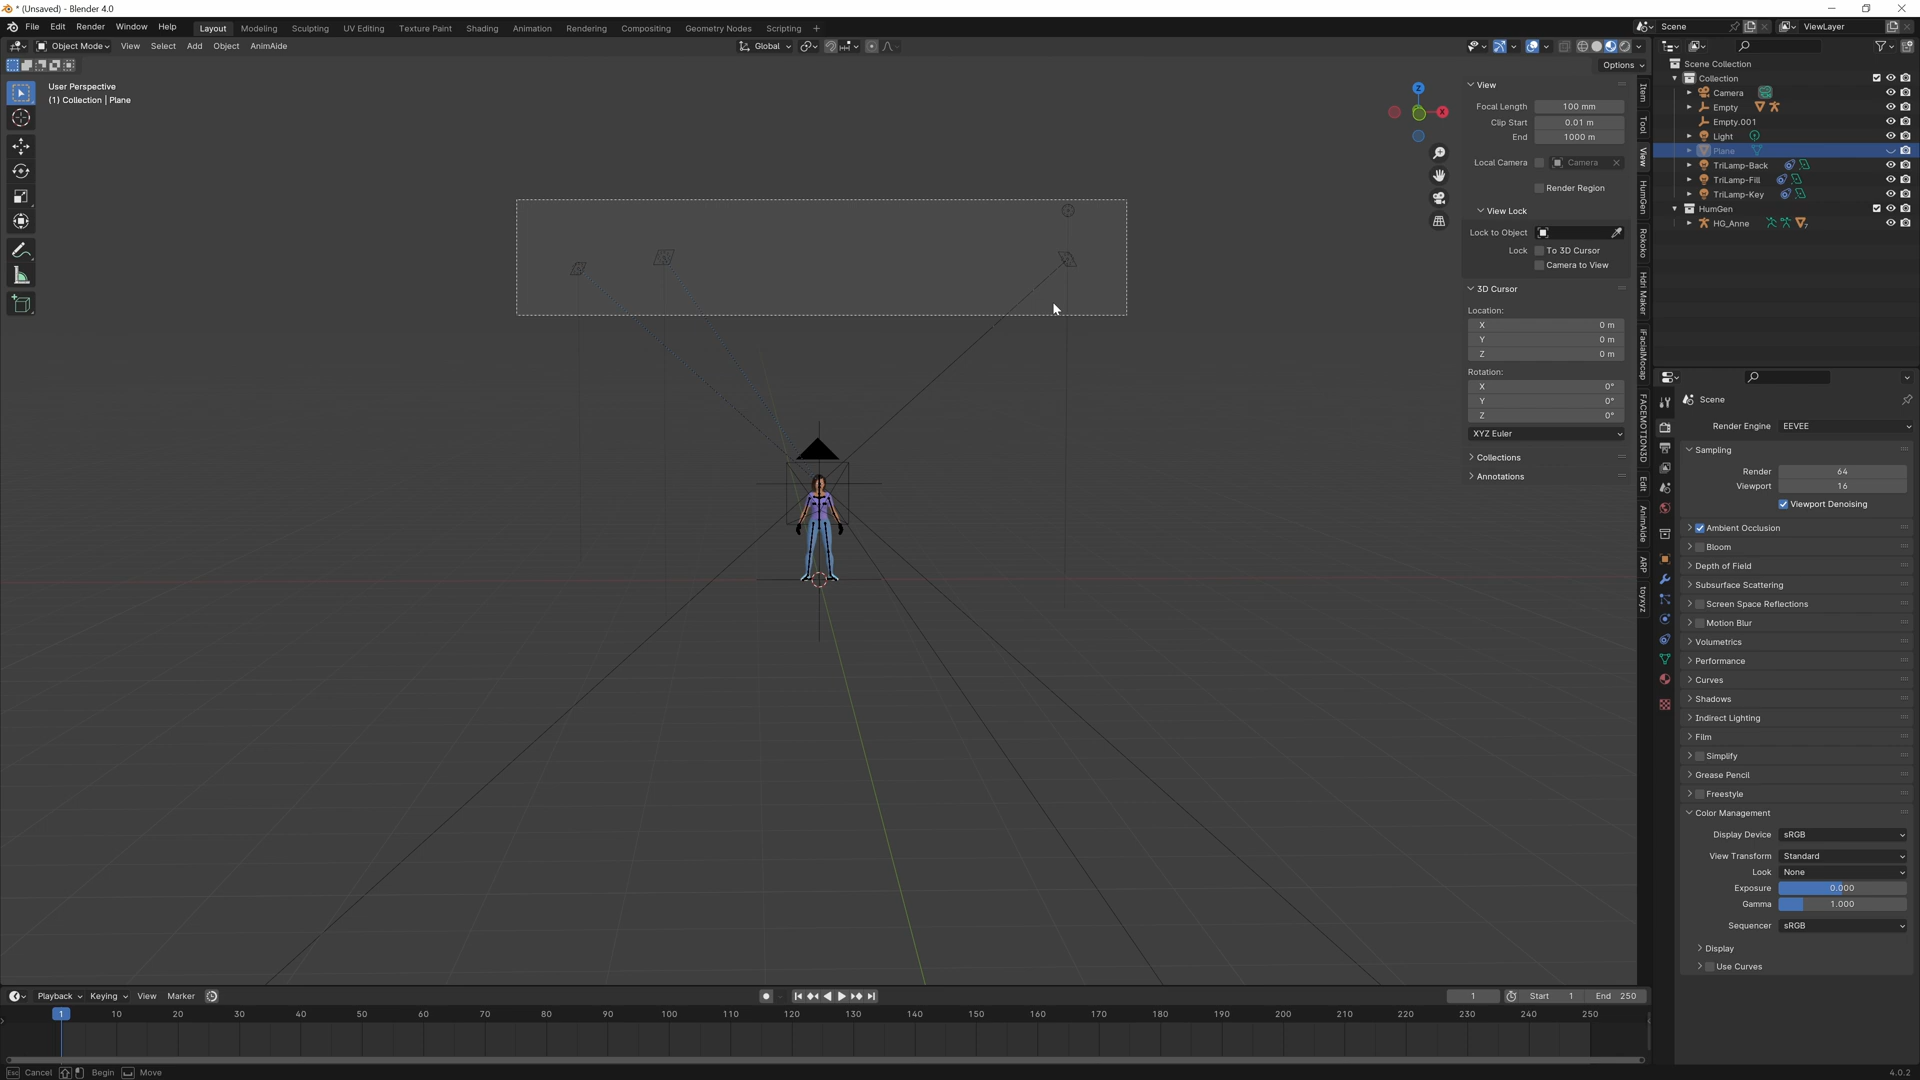 * (Unsaved) - Blender 4.0
File Edit Render Window Help
Layout Modeling Sculpting UV Editing Texture Paint Shading Animation Rendering Compositing Geometry Nodes Scripting +
Scene
ViewLayer
Object Mode View Select Add Object AnimAide
Global
Options
User Perspective
(1) Collection | Plane
Z
X
View
Focal Length 100 mm
Clip Start 0.01 m
End 1000 m
Local Camera Camera
Render Region
View Lock
Lock to Object
Lock To 3D Cursor
Camera to View
3D Cursor
Location:
X 0 m
Y 0 m
Z 0 m
Rotation:
X 0°
Y 0°
Z 0°
XYZ Euler
Collections
Annotations
Item
Tool
View
HumGen
Rokoko
Hdri Maker
iFacialMocap
FACEMOTION3D
Edit
AnimAide
ARP
toyxyz
Scene Collection
Collection
Camera
Empty
Empty.001
Light
Plane
TriLamp-Back
TriLamp-Fill
TriLamp-Key
HumGen
HG_Anne
Scene
Render Engine EEVEE
Sampling
Render 64
Viewport 16
Viewport Denoising
Ambient Occlusion
Bloom
Depth of Field
Subsurface Scattering
Screen Space Reflections
Motion Blur
Volumetrics
Performance
Curves
Shadows
Indirect Lighting
Film
Simplify
Grease Pencil
Freestyle
Color Management
Display Device sRGB
View Transform Standard
Look None
Exposure 0.000
Gamma 1.000
Sequencer sRGB
Display
Use Curves
Playback Keying View Marker
1 Start 1 End 250
1 10 20 30 40 50 60 70 80 90 100 110 120 130 140 150 160 170 180 190 200 210 220 230 240 250
Esc Cancel Begin Move
4.0.2